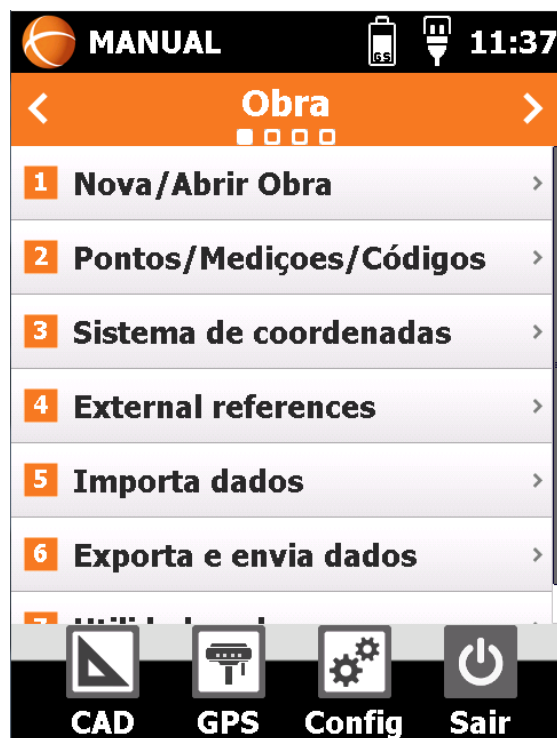 MANUAL
GS
11:37
Obra
1 Nova/Abrir Obra
2 Pontos/Mediçoes/Códigos
3 Sistema de coordenadas
4 External references
5 Importa dados
6 Exporta e envia dados
CAD GPS Config Sair